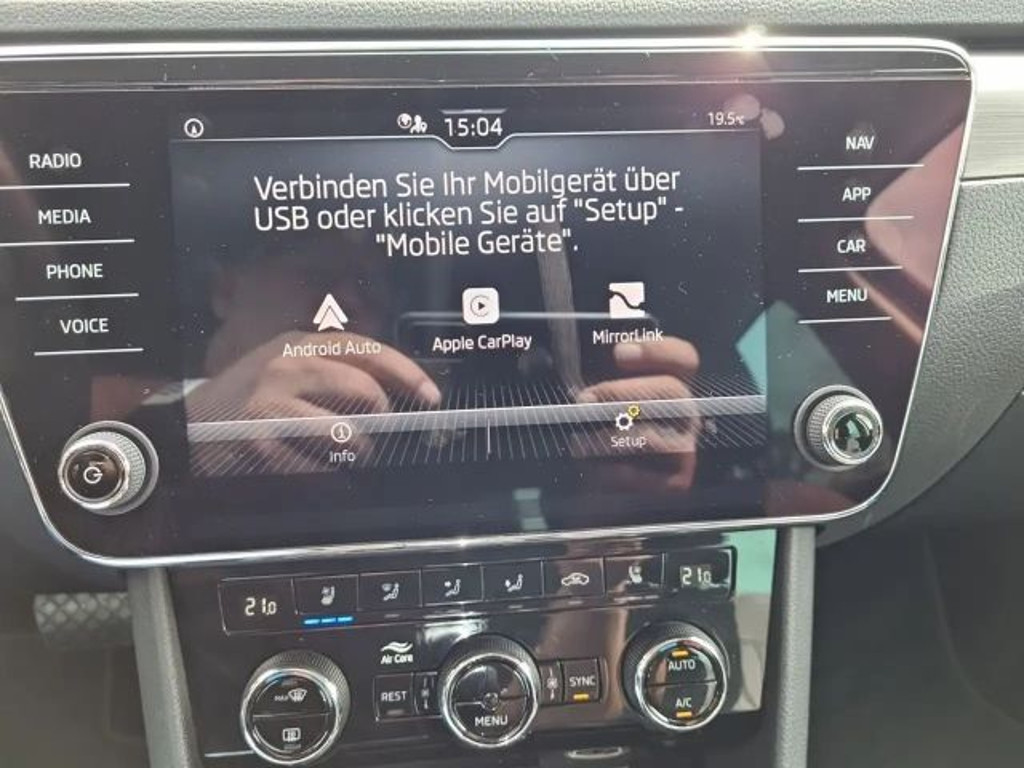 15:04
19.5°C
RADIO
MEDIA
PHONE
VOICE
NAV
APP
CAR
MENU
Verbinden Sie Ihr Mobilgerät über
USB oder klicken Sie auf "Setup" -
"Mobile Geräte".
Android Auto
Apple CarPlay
MirrorLink
Info
Setup
21.0
21.0
Air Care
REST
MENU
SYNC
AUTO
A/C
MAX